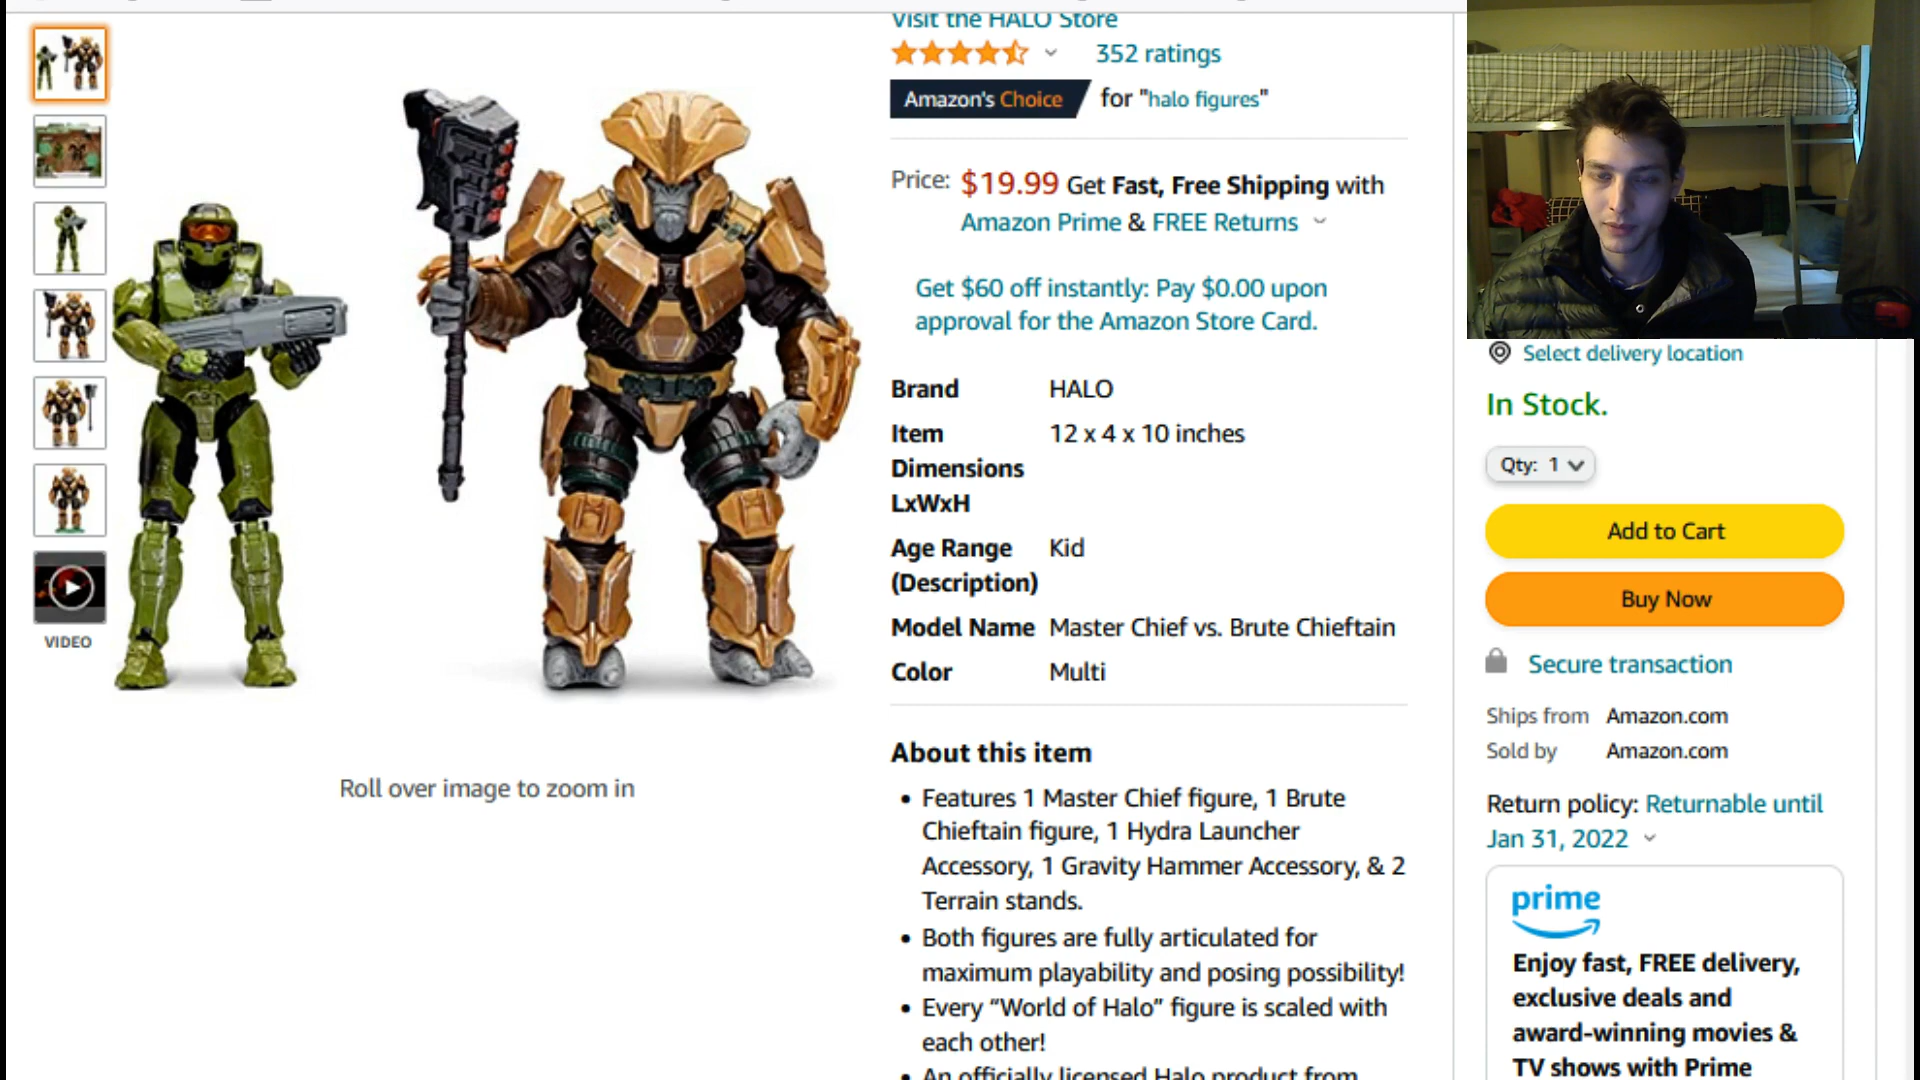 Visit the HALO Store
352 ratings
Amazon's Choice for "halo figures"
Price: $19.99 Get Fast, Free Shipping with
Amazon Prime & FREE Returns
Get $60 off instantly: Pay $0.00 upon
approval for the Amazon Store Card.
Brand HALO
Item 12 x 4 x 10 inches
Dimensions
LxWxH
Age Range Kid
(Description)
Model Name Master Chief vs. Brute Chieftain
Color Multi
About this item
• Features 1 Master Chief figure, 1 Brute
Chieftain figure, 1 Hydra Launcher
Accessory, 1 Gravity Hammer Accessory, & 2
Terrain stands.
• Both figures are fully articulated for
maximum playability and posing possibility!
• Every “World of Halo” figure is scaled with
each other!
• An officially licensed Halo product from
VIDEO
Roll over image to zoom in
Select delivery location
In Stock.
Qty: 1
Add to Cart
Buy Now
Secure transaction
Ships from Amazon.com
Sold by Amazon.com
Return policy: Returnable until
Jan 31, 2022
prime
Enjoy fast, FREE delivery,
exclusive deals and
award-winning movies &
TV shows with Prime